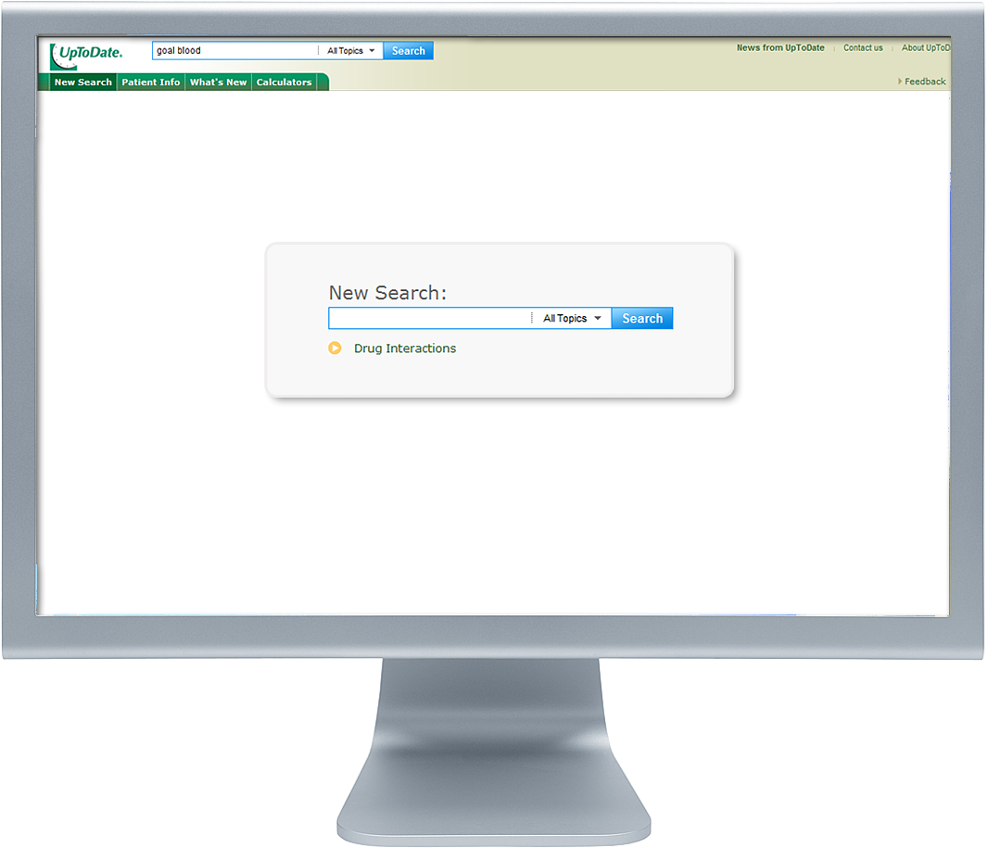 UpToDate.
goal blood
All Topics
Search
News from UpToDate
Contact us
About UpToD
New Search
Patient Info
What's New
Calculators
Feedback
New Search:
All Topics
Search
Drug Interactions